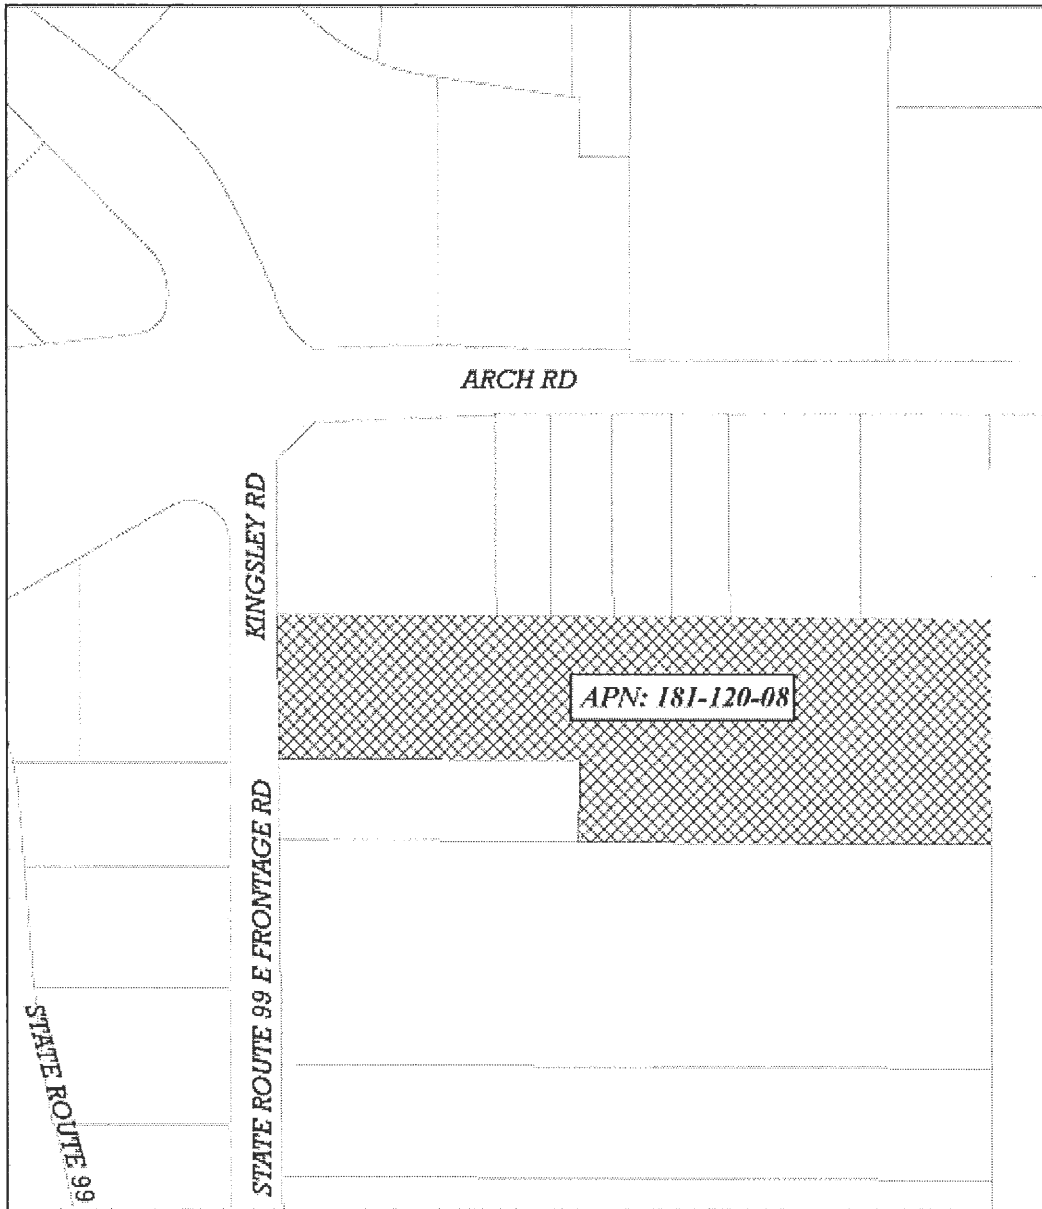 ARCH RD
KINGSLEY RD
APN: 181-120-08
STATE ROUTE 99 E FRONTAGE RD
STATE ROUTE 99